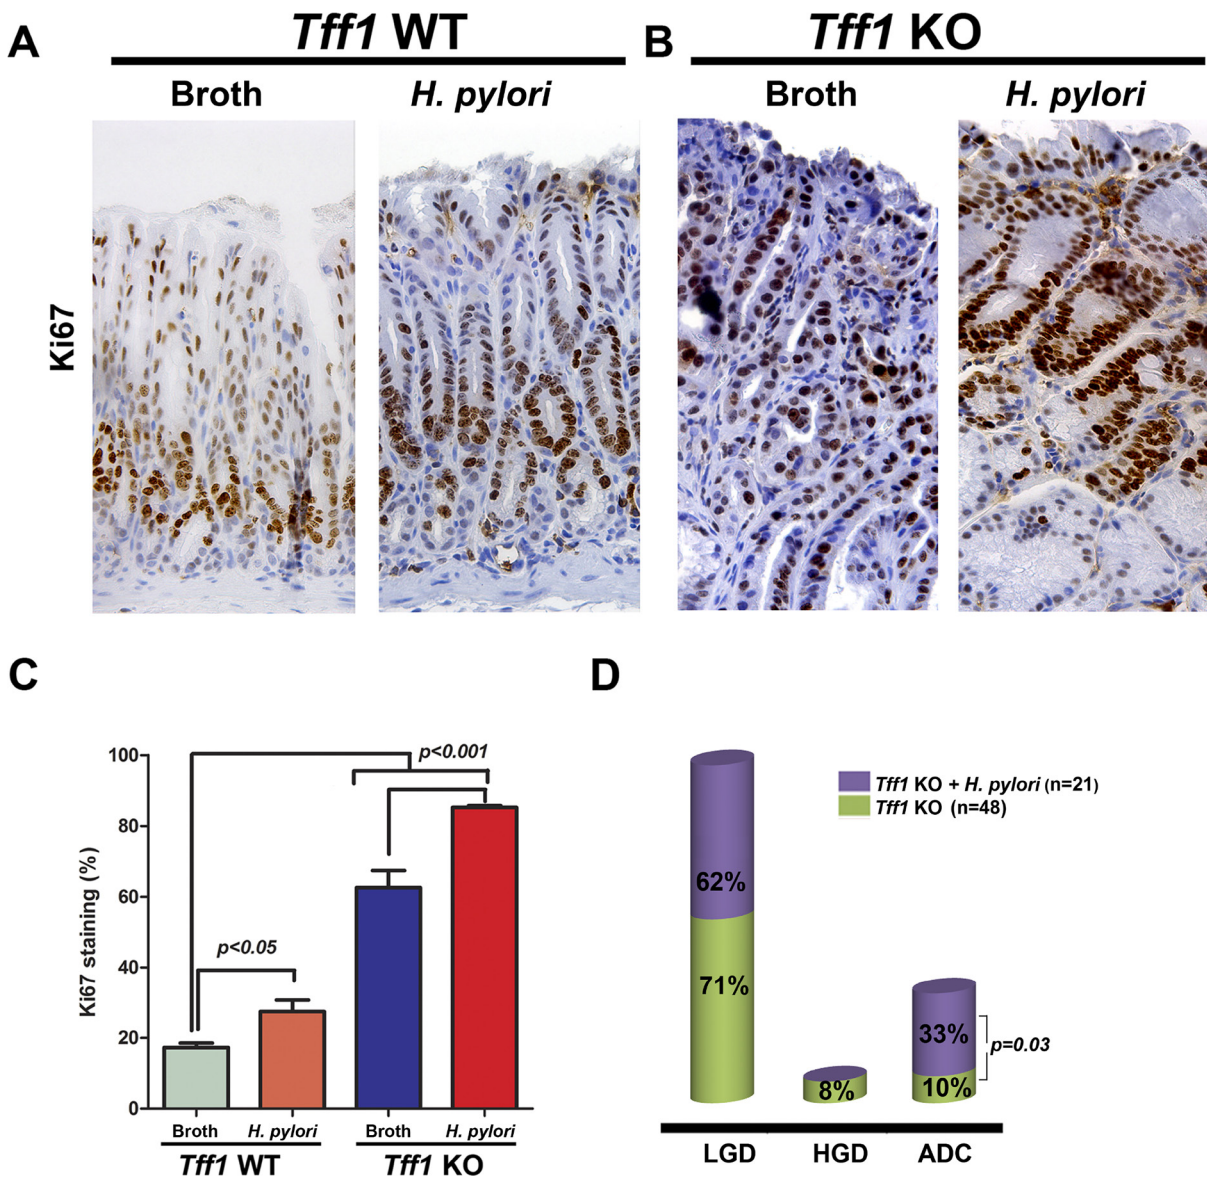 A
Tff1 WT
B
Tff1 KO
Broth
H. pylori
Broth
H. pylori
Ki67
C
D
Ki67 staining (%)
100
80
60
40
20
0
p<0.001
p<0.05
Broth
H. pylori
Broth
H. pylori
Tff1 WT
Tff1 KO
Tff1 KO + H. pylori (n=21)
Tff1 KO (n=48)
62%
71%
8%
33%
10%
p=0.03
LGD
HGD
ADC